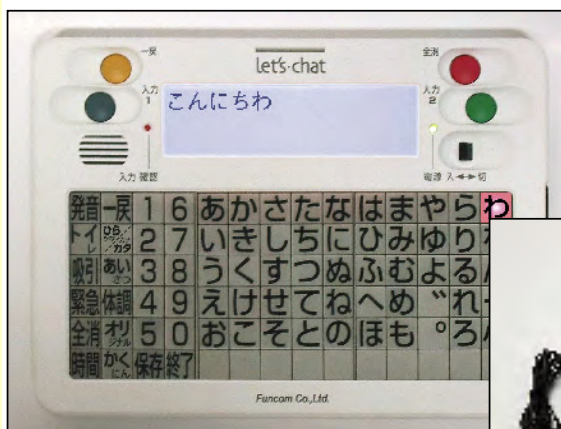 一戻
全消
let's·chat
入力
1
入力
2
こんにちわ
入力 確認
電源 入◄►切
発音 一戻 1 6 あ か さ た な は ま や ら わ
トイレ ひら/カタ 2 7 い き し ち に ひ み ゆ り
吸引 あいさつ 3 8 う く す つ ぬ ふ む よ る
緊急 体調 4 9 え け せ て ね へ め ゛ れ
全消 オリジナル 5 0 お こ そ と の ほ も ゜ ろ
時間 かくにん 保存 終了
Funcom Co.,Ltd.